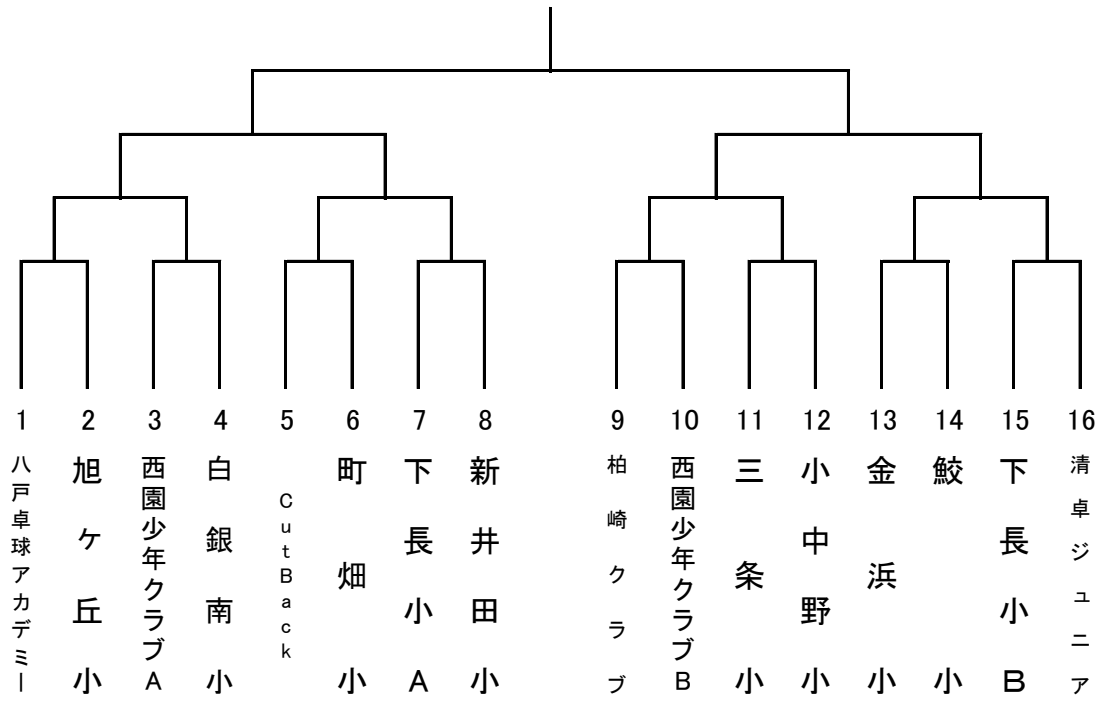 1
2
3
4
5
6
7
8
9
10
11
12
13
14
15
16
八戸卓球アカデミー
旭ヶ丘小
西園少年クラブA
白銀南小
CutBack
町畑小
下長小A
新井田小
柏崎クラブ
西園少年クラブB
三条小
小中野小
金浜小
鮫小
下長小B
清卓ジュニア